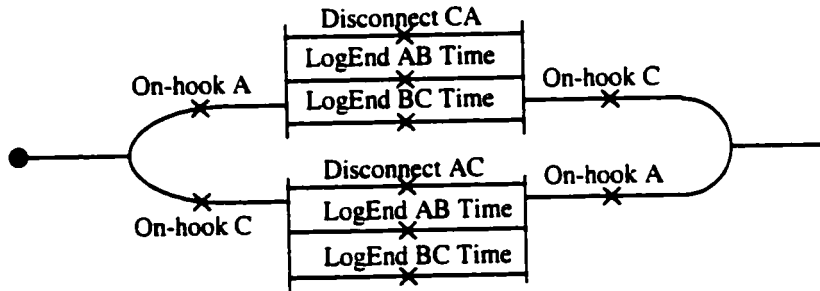 Disconnect CA
LogEnd AB Time
On-hook A
LogEnd BC Time
On-hook C
Disconnect AC
On-hook A
On-hook C
LogEnd AB Time
LogEnd BC Time